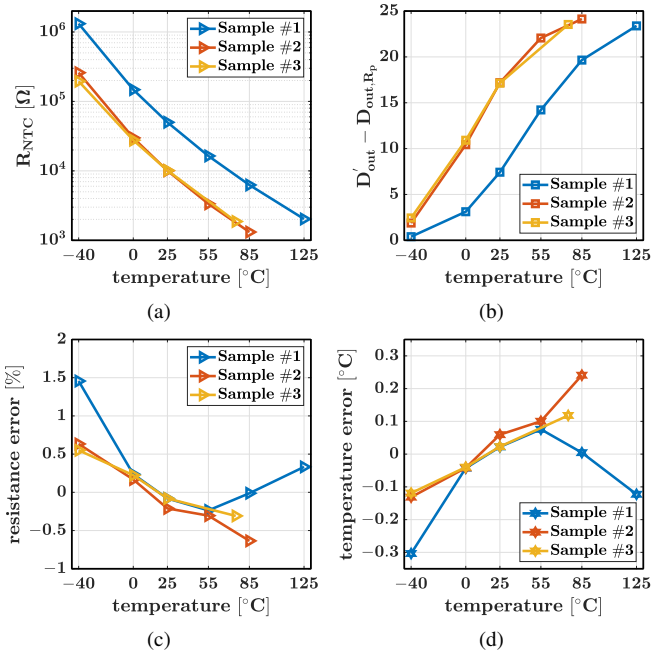 10^6
10^5
10^4
10^3
R_NTC [Ω]
Sample #1
Sample #2
Sample #3
−40 0 25 55 85 125
temperature [°C]
(a)
25
20
15
10
5
0
D'_out − D_out,R_p
Sample #1
Sample #2
Sample #3
−40 0 25 55 85 125
temperature [°C]
(b)
2
1.5
1
0.5
0
−0.5
−1
resistance error [%]
Sample #1
Sample #2
Sample #3
−40 0 25 55 85 125
temperature [°C]
(c)
0.3
0.2
0.1
0
−0.1
−0.2
−0.3
temperature error [°C]
Sample #1
Sample #2
Sample #3
−40 0 25 55 85 125
temperature [°C]
(d)